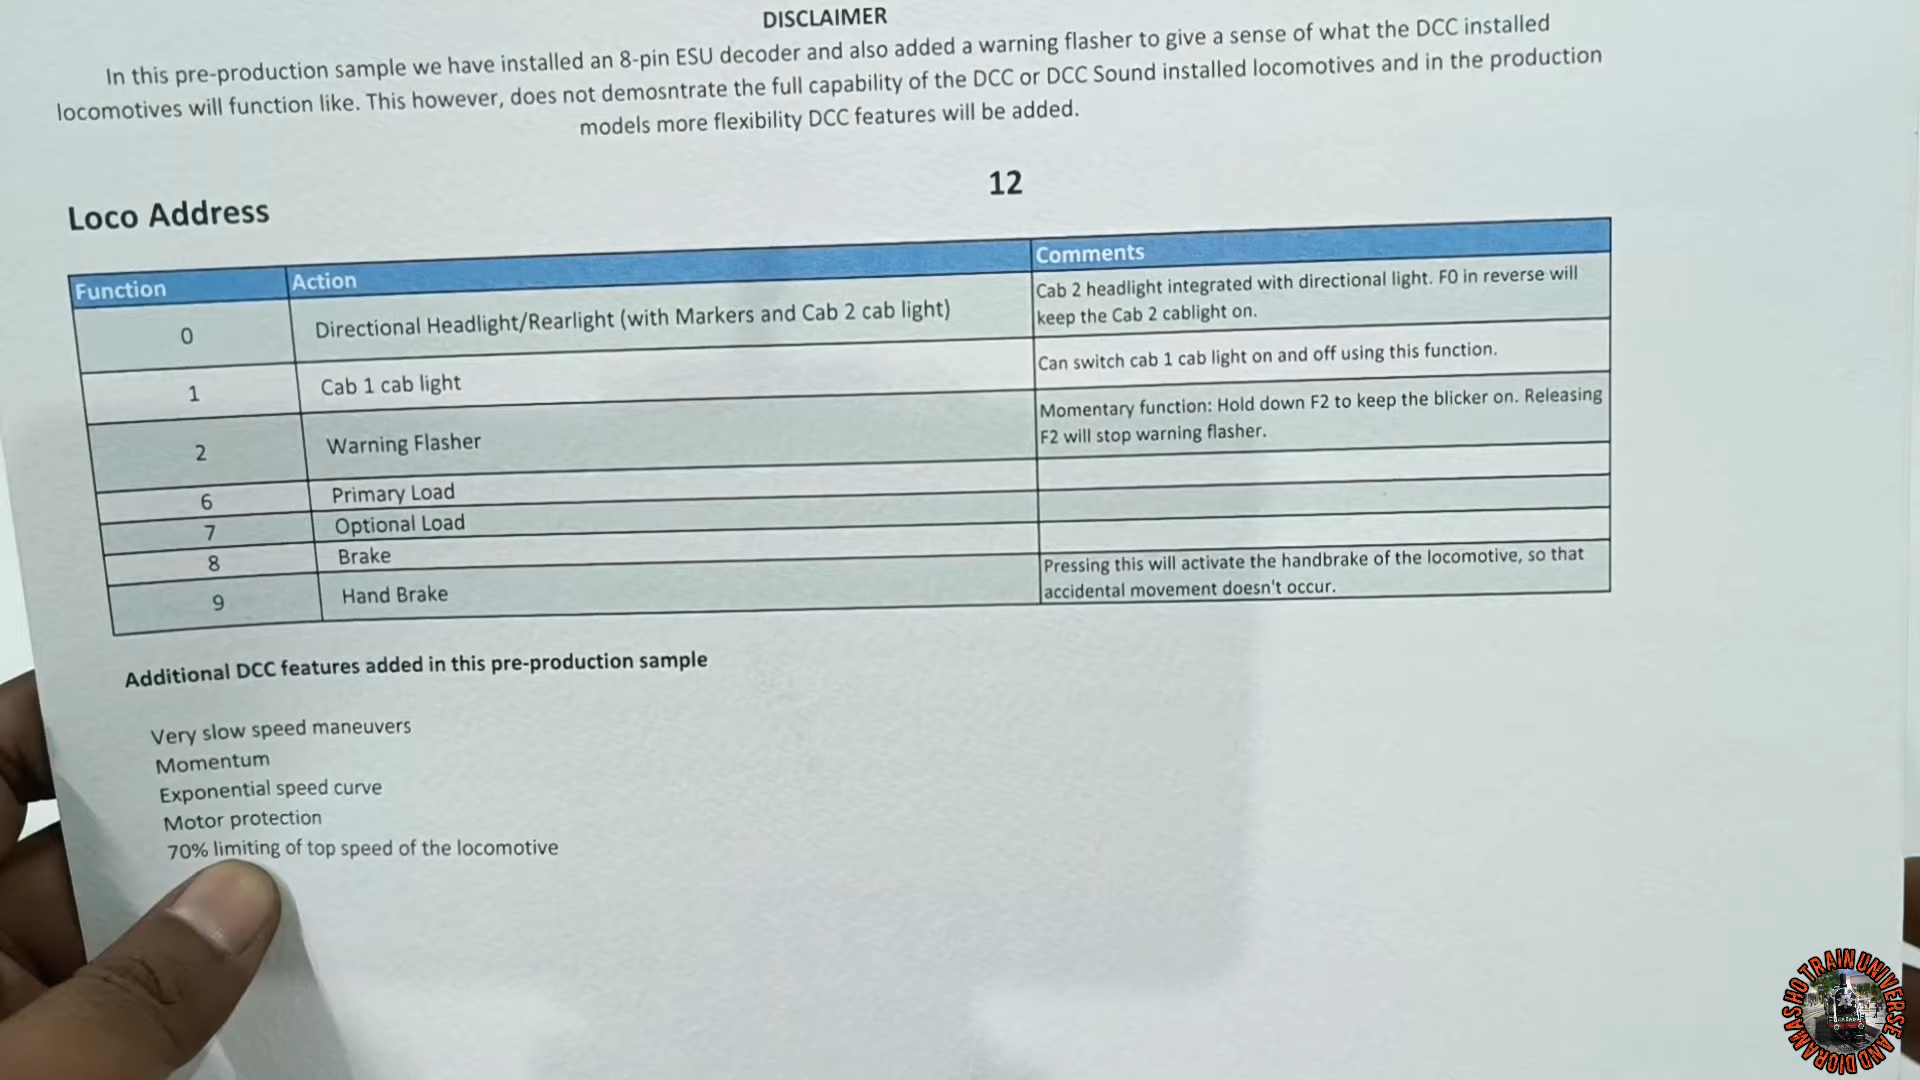 DISCLAIMER
In this pre-production sample we have installed an 8-pin ESU decoder and also added a warning flasher to give a sense of what the DCC installed
locomotives will function like. This however, does not demosntrate the full capability of the DCC or DCC Sound installed locomotives and in the production
models more flexibility DCC features will be added.
Loco Address 12
Function Action Comments
0 Directional Headlight/Rearlight (with Markers and Cab 2 cab light) Cab 2 headlight integrated with directional light. F0 in reverse will
keep the Cab 2 cablight on.
1 Cab 1 cab light Can switch cab 1 cab light on and off using this function.
2 Warning Flasher Momentary function: Hold down F2 to keep the blicker on. Releasing
F2 will stop warning flasher.
6 Primary Load
7 Optional Load
8 Brake
9 Hand Brake Pressing this will activate the handbrake of the locomotive, so that
accidental movement doesn't occur.
Additional DCC features added in this pre-production sample
Very slow speed maneuvers
Momentum
Exponential speed curve
Motor protection
70% limiting of top speed of the locomotive
HO TRAIN UNIVERSE AND DIORAMAS